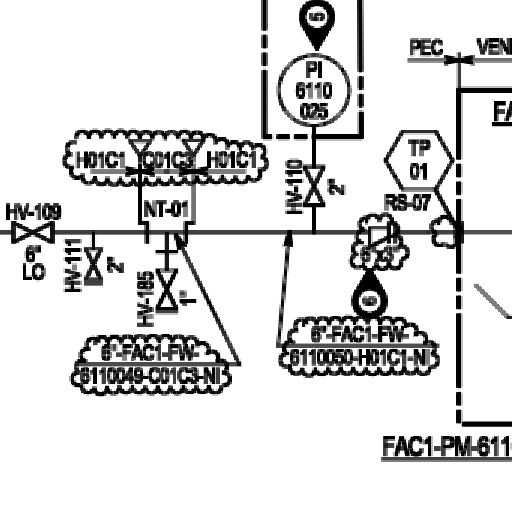 5
PI
6110
025
PEC
VEN
FA
TP
01
H01C1 C01C3 H01C1
HV-110
2"
RS-07
HV-109
6"
LO
NT-01
HV-111
2"
HV-185
1"
6"x3"
6
6"-FAC1-FW-
6110050-H01C1-NI
6"-FAC1-FW-
6110049-C01C3-NI
FAC1-PM-611